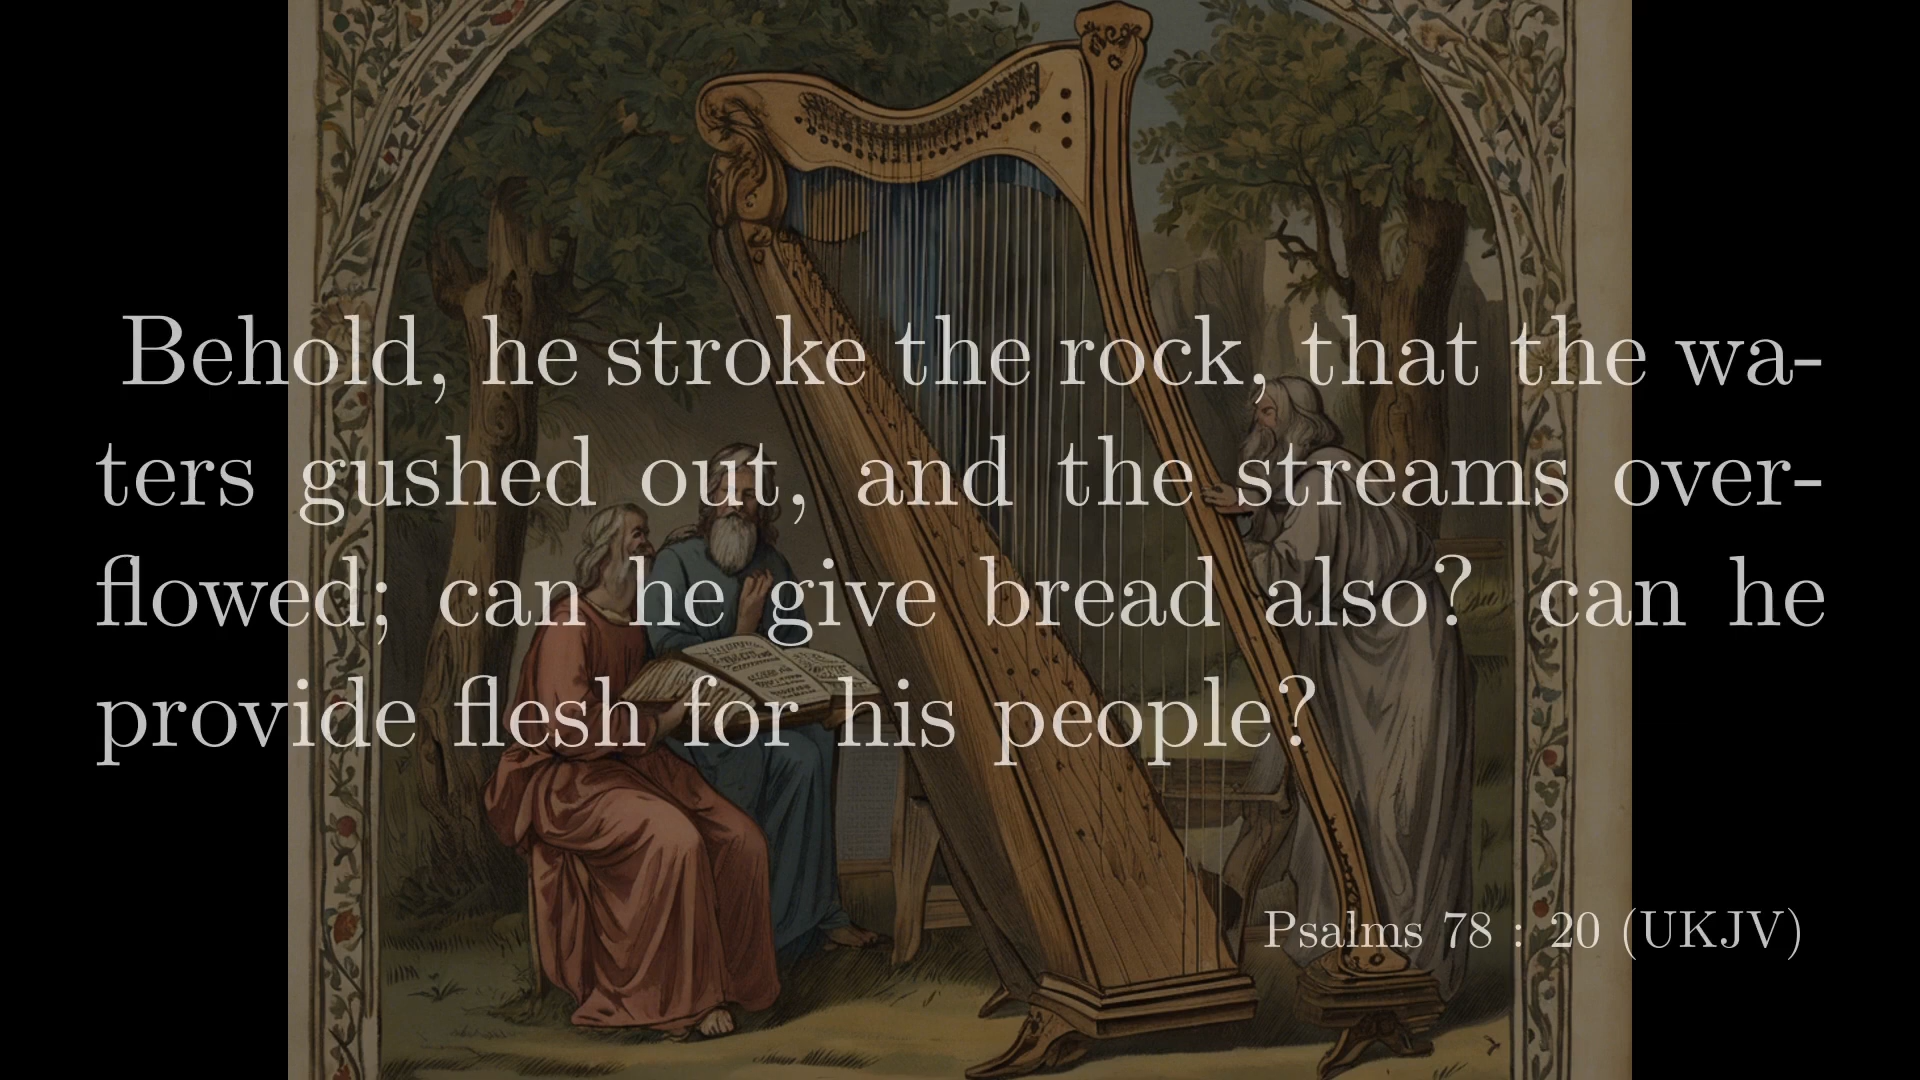 Behold, he stroke the rock, that the wa-
ters gushed out, and the streams over-
flowed; can he give bread also? can he
provide flesh for his people?
Psalms 78 : 20 (UKJV)